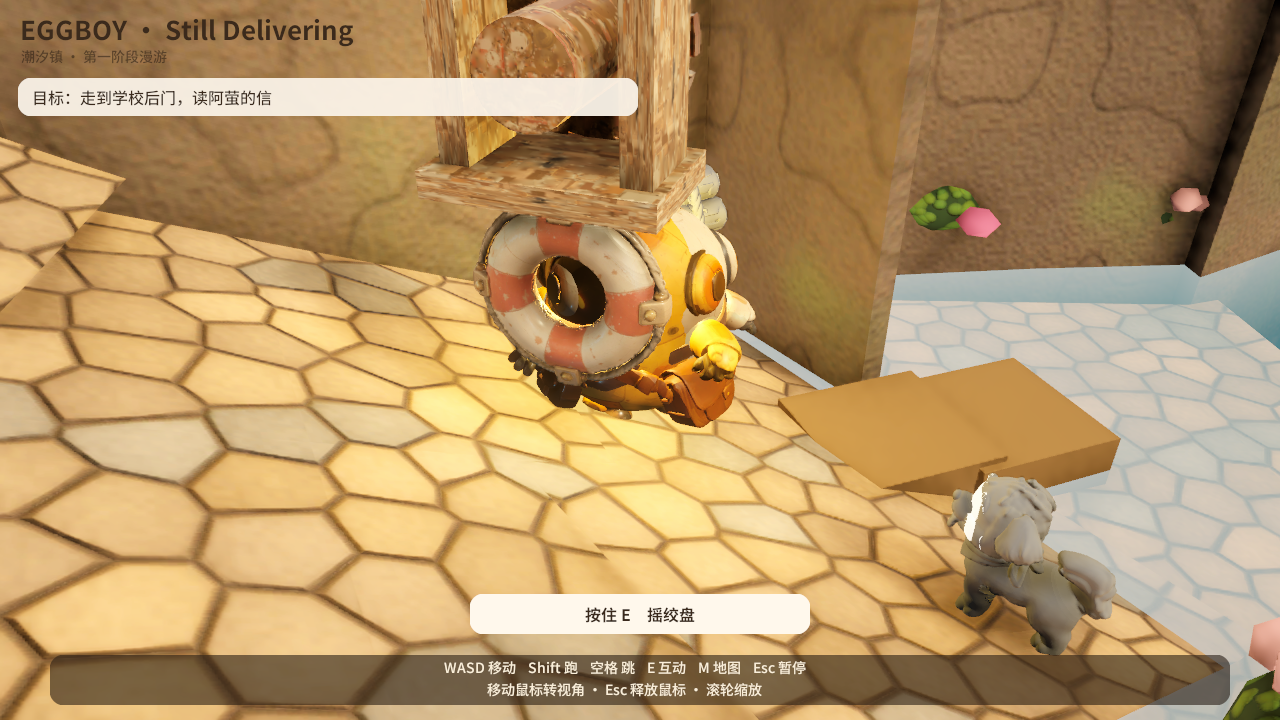 EGGBOY · Still Delivering
潮汐镇 · 第一阶段漫游
目标：走到学校后门，读阿萤的信
按住 E 摇绞盘
WASD 移动 Shift 跑 空格 跳 E 互动 M 地图 Esc 暂停
移动鼠标转视角 · Esc 释放鼠标 · 滚轮缩放